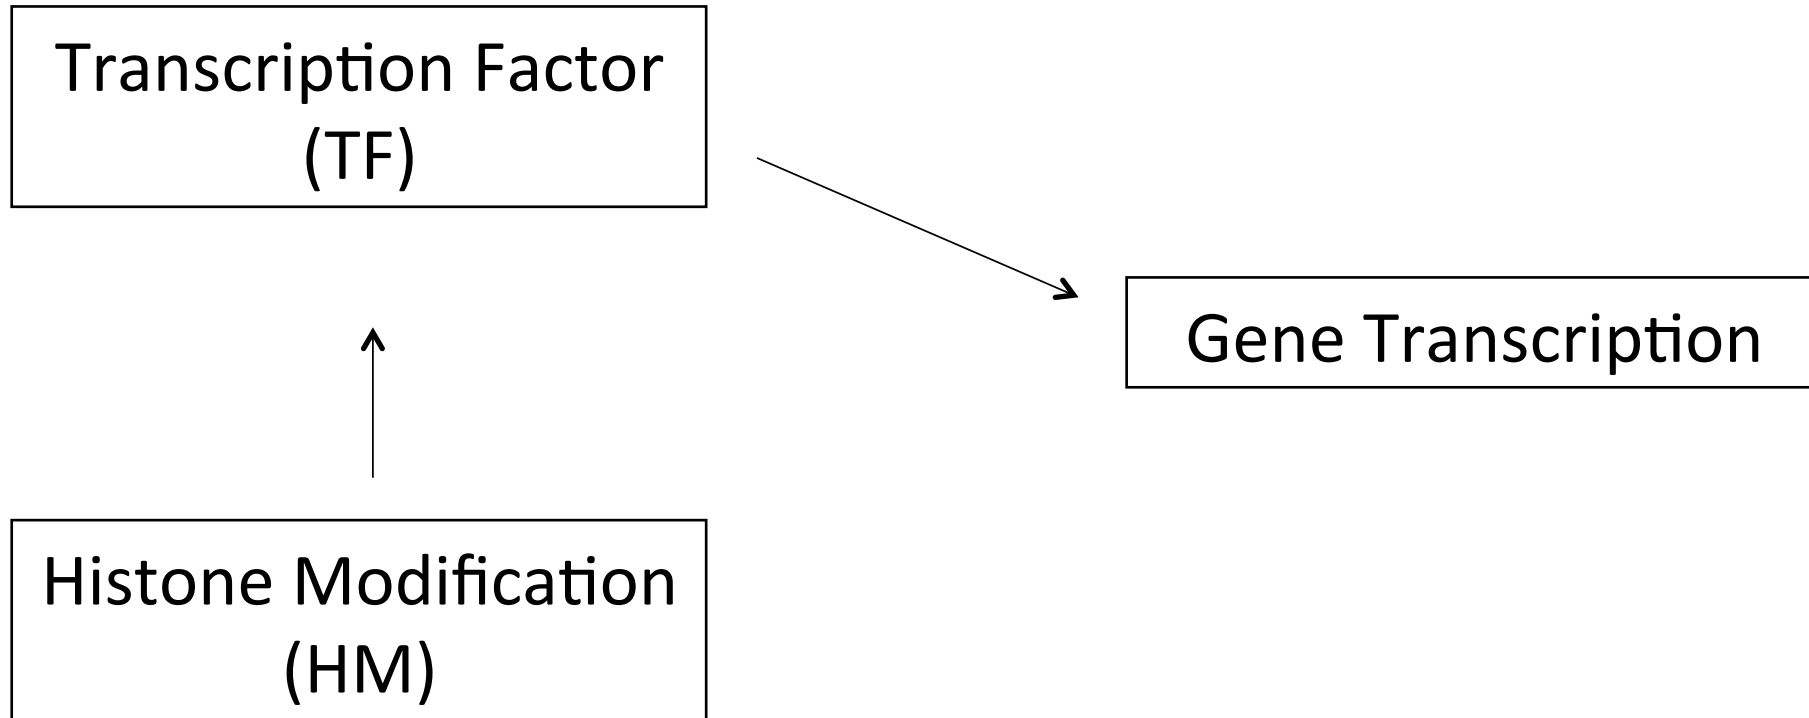 Transcription Factor
(TF)
Gene Transcription
Histone Modification
(HM)